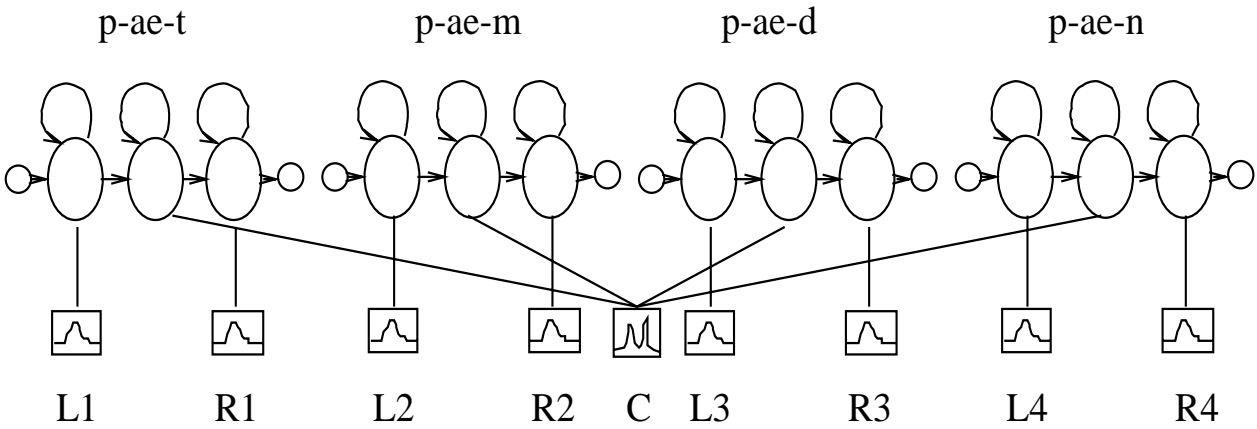 p-ae-t p-ae-m p-ae-d p-ae-n
L1 R1 L2 R2 C L3 R3 L4 R4